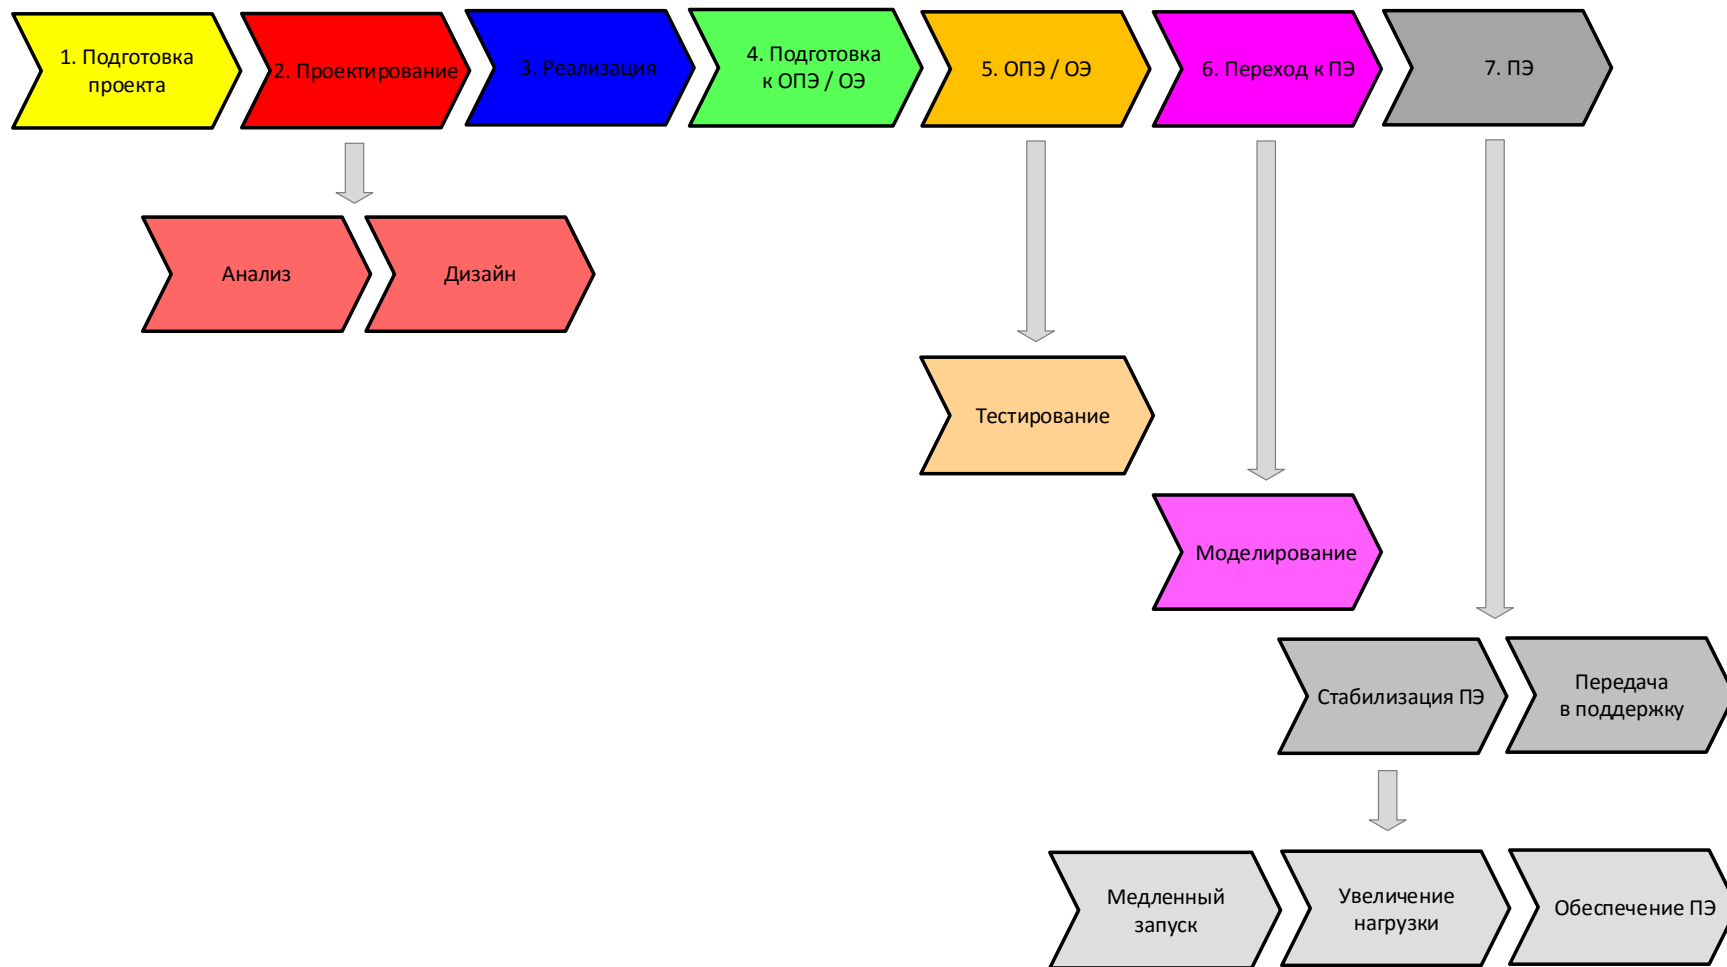 1. Подготовка
проекта
2. Проектирование
3. Реализация
4. Подготовка
к ОПЭ / ОЭ
5. ОПЭ / ОЭ
6. Переход к ПЭ
7. ПЭ
Анализ
Дизайн
Тестирование
Моделирование
Стабилизация ПЭ
Передача
в поддержку
Медленный
запуск
Увеличение
нагрузки
Обеспечение ПЭ